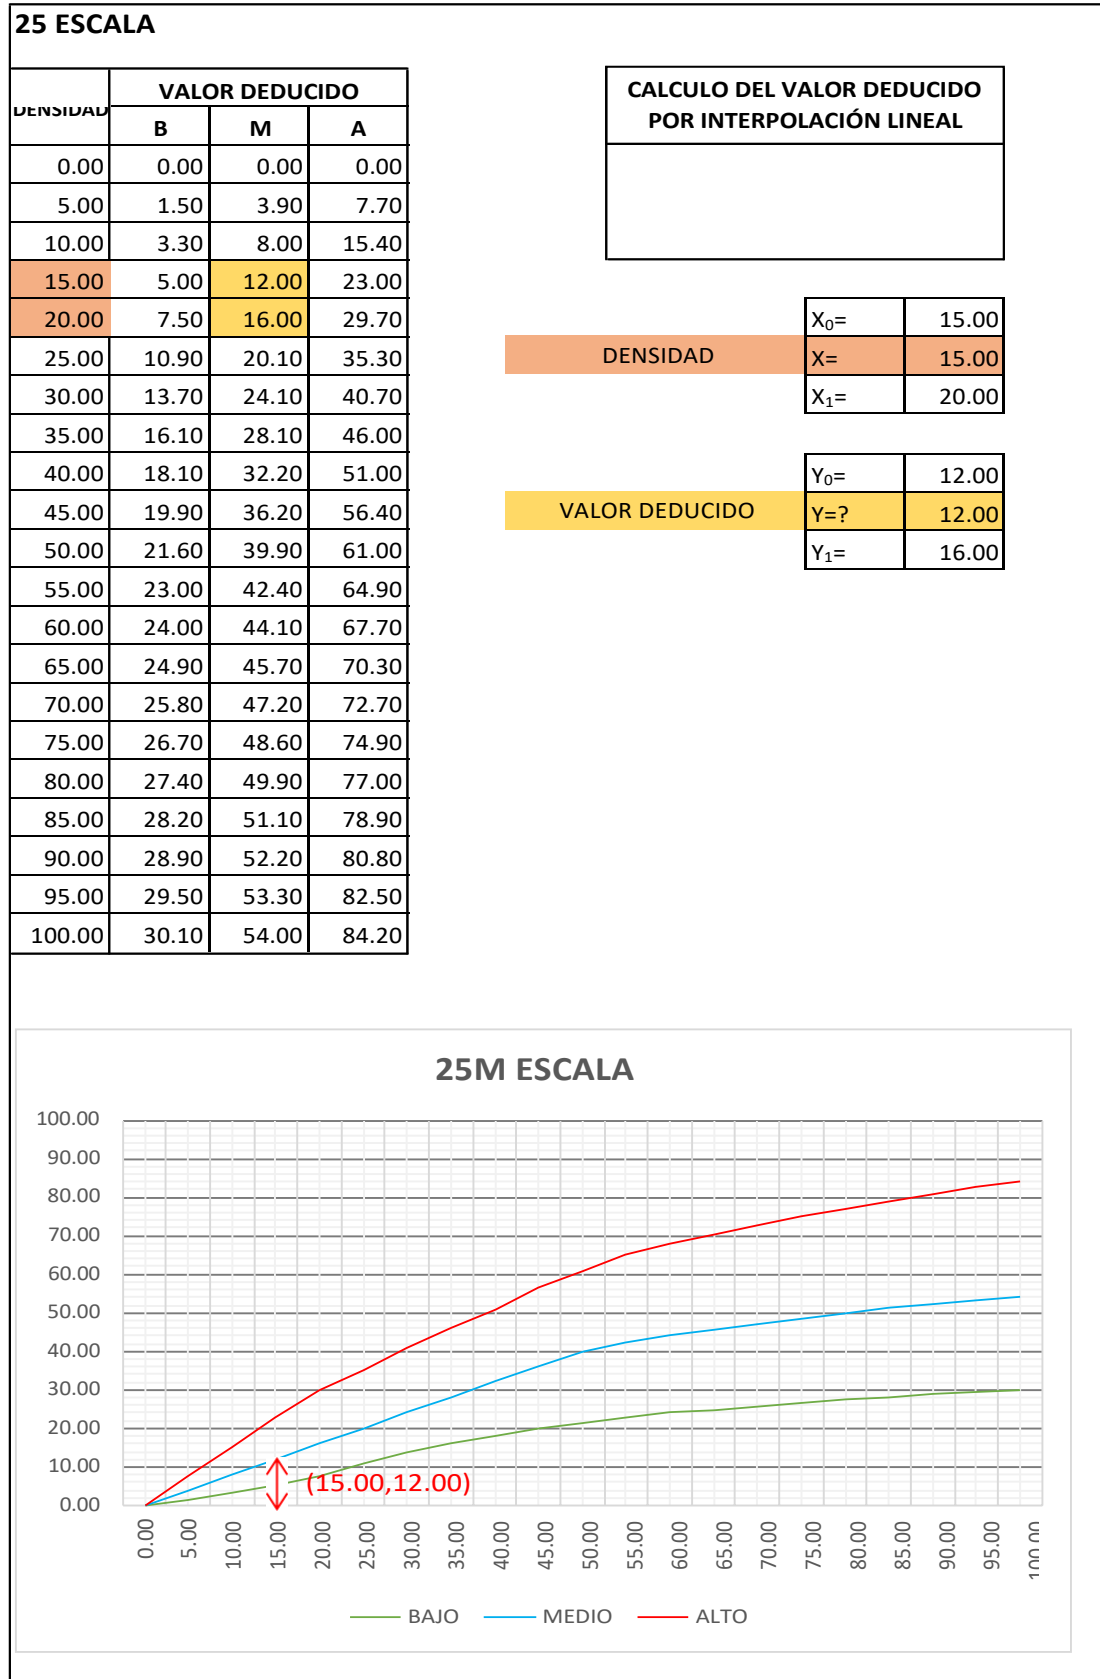 25 ESCALA
DENSIDAD VALOR DEDUCIDO
B M A
0.00 0.00 0.00 0.00
5.00 1.50 3.90 7.70
10.00 3.30 8.00 15.40
15.00 5.00 12.00 23.00
20.00 7.50 16.00 29.70
25.00 10.90 20.10 35.30
30.00 13.70 24.10 40.70
35.00 16.10 28.10 46.00
40.00 18.10 32.20 51.00
45.00 19.90 36.20 56.40
50.00 21.60 39.90 61.00
55.00 23.00 42.40 64.90
60.00 24.00 44.10 67.70
65.00 24.90 45.70 70.30
70.00 25.80 47.20 72.70
75.00 26.70 48.60 74.90
80.00 27.40 49.90 77.00
85.00 28.20 51.10 78.90
90.00 28.90 52.20 80.80
95.00 29.50 53.30 82.50
100.00 30.10 54.00 84.20
CALCULO DEL VALOR DEDUCIDO
POR INTERPOLACIÓN LINEAL
X₀= 15.00
DENSIDAD X= 15.00
X₁= 20.00
Y₀= 12.00
VALOR DEDUCIDO Y=? 12.00
Y₁= 16.00
25M ESCALA
100.00
90.00
80.00
70.00
60.00
50.00
40.00
30.00
20.00
10.00
0.00
(15.00,12.00)
0.00 5.00 10.00 15.00 20.00 25.00 30.00 35.00 40.00 45.00 50.00 55.00 60.00 65.00 70.00 75.00 80.00 85.00 90.00 95.00 100.00
BAJO MEDIO ALTO